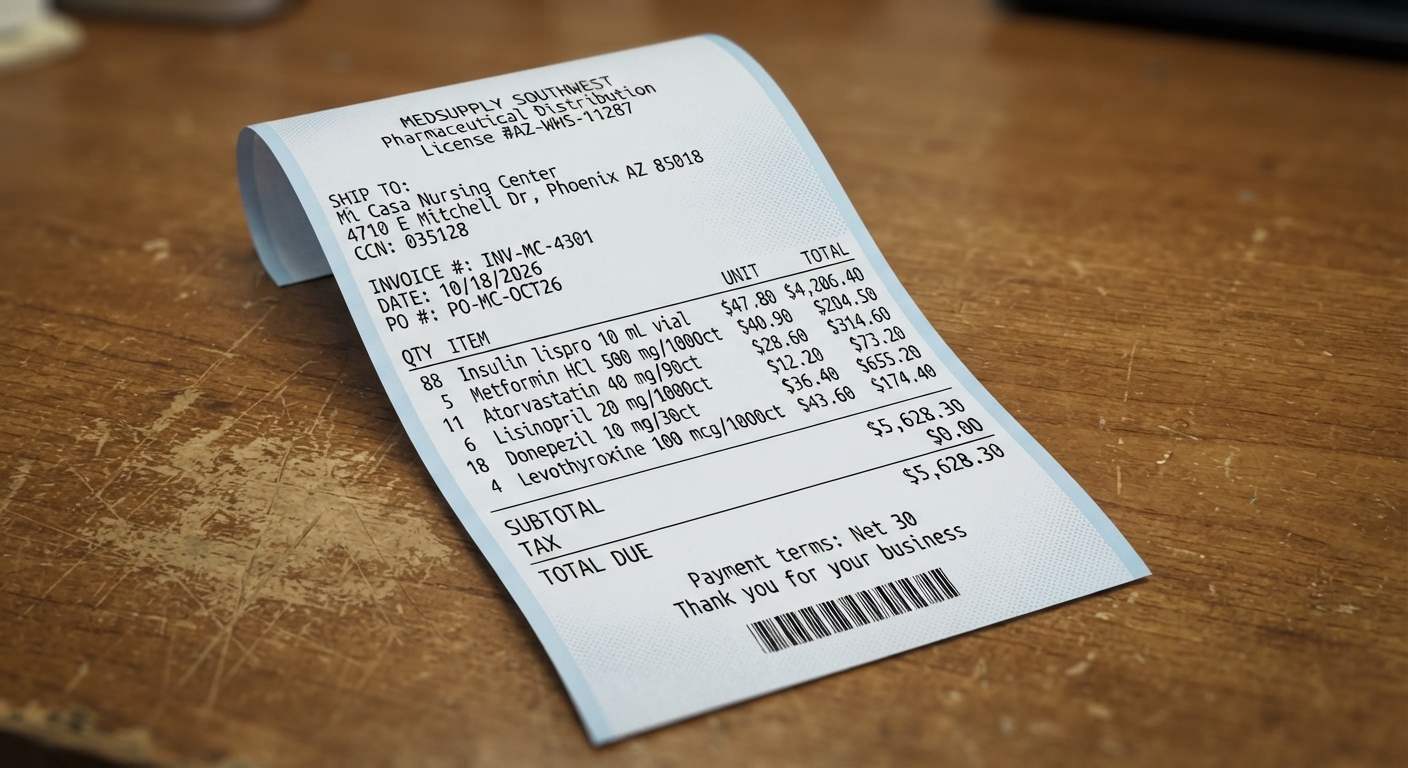 MEDSUPPLY SOUTHWEST
Pharmaceutical Distribution
License #AZ-WHS-11287
SHIP TO:
Mi Casa Nursing Center
4710 E Mitchell Dr, Phoenix AZ 85018
CCN: 035128
INVOICE #: INV-MC-4301
DATE: 10/18/2026
PO #: PO-MC-OCT26
QTY ITEM UNIT TOTAL
88 Insulin lispro 10 mL vial $47.80 $4,206.40
5 Metformin HCl 500 mg/1000ct $40.90 $204.50
11 Atorvastatin 40 mg/90ct $28.60 $314.60
6 Lisinopril 20 mg/1000ct $12.20 $73.20
18 Donepezil 10 mg/30ct $36.40 $655.20
4 Levothyroxine 100 mcg/1000ct $43.60 $174.40
SUBTOTAL $5,628.30
TAX $0.00
TOTAL DUE $5,628.30
Payment terms: Net 30
Thank you for your business